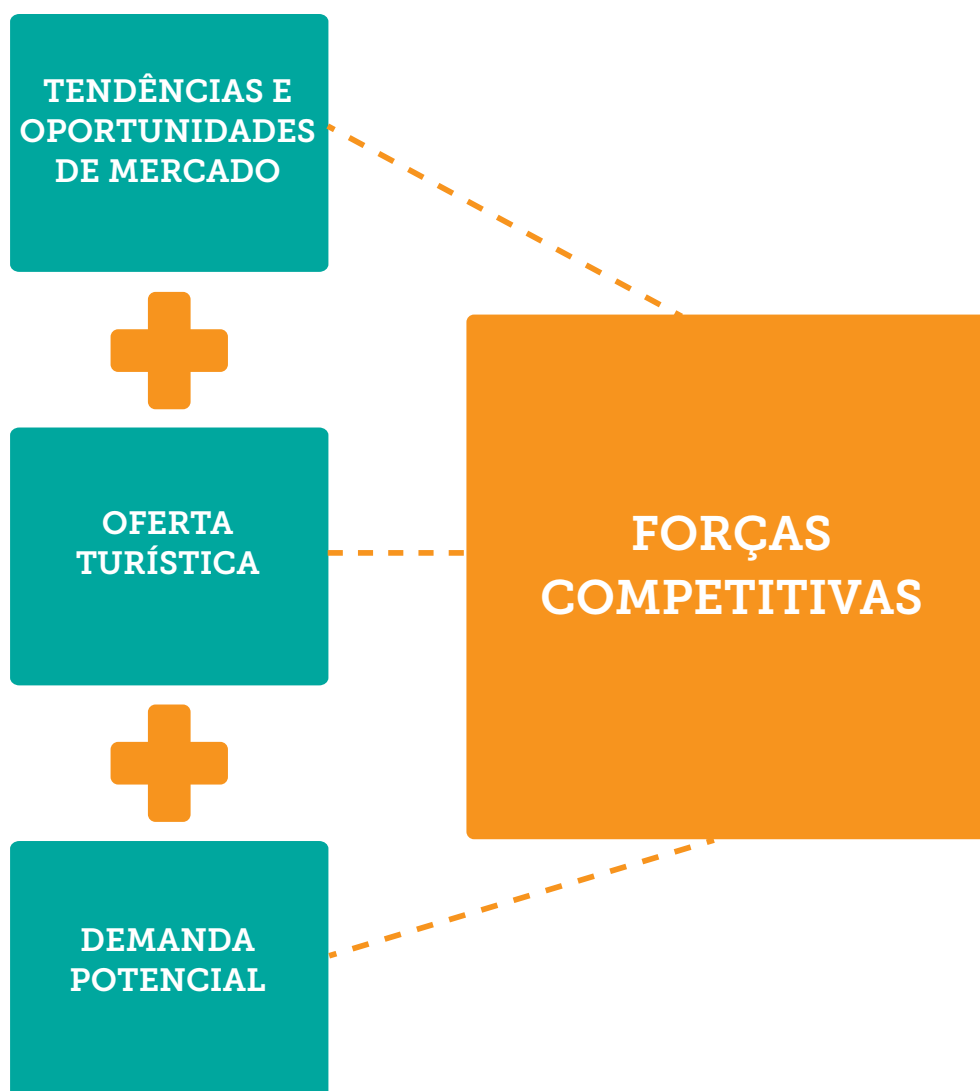 TENDÊNCIAS E
OPORTUNIDADES
DE MERCADO
OFERTA
TURÍSTICA
FORÇAS
COMPETITIVAS
DEMANDA
POTENCIAL